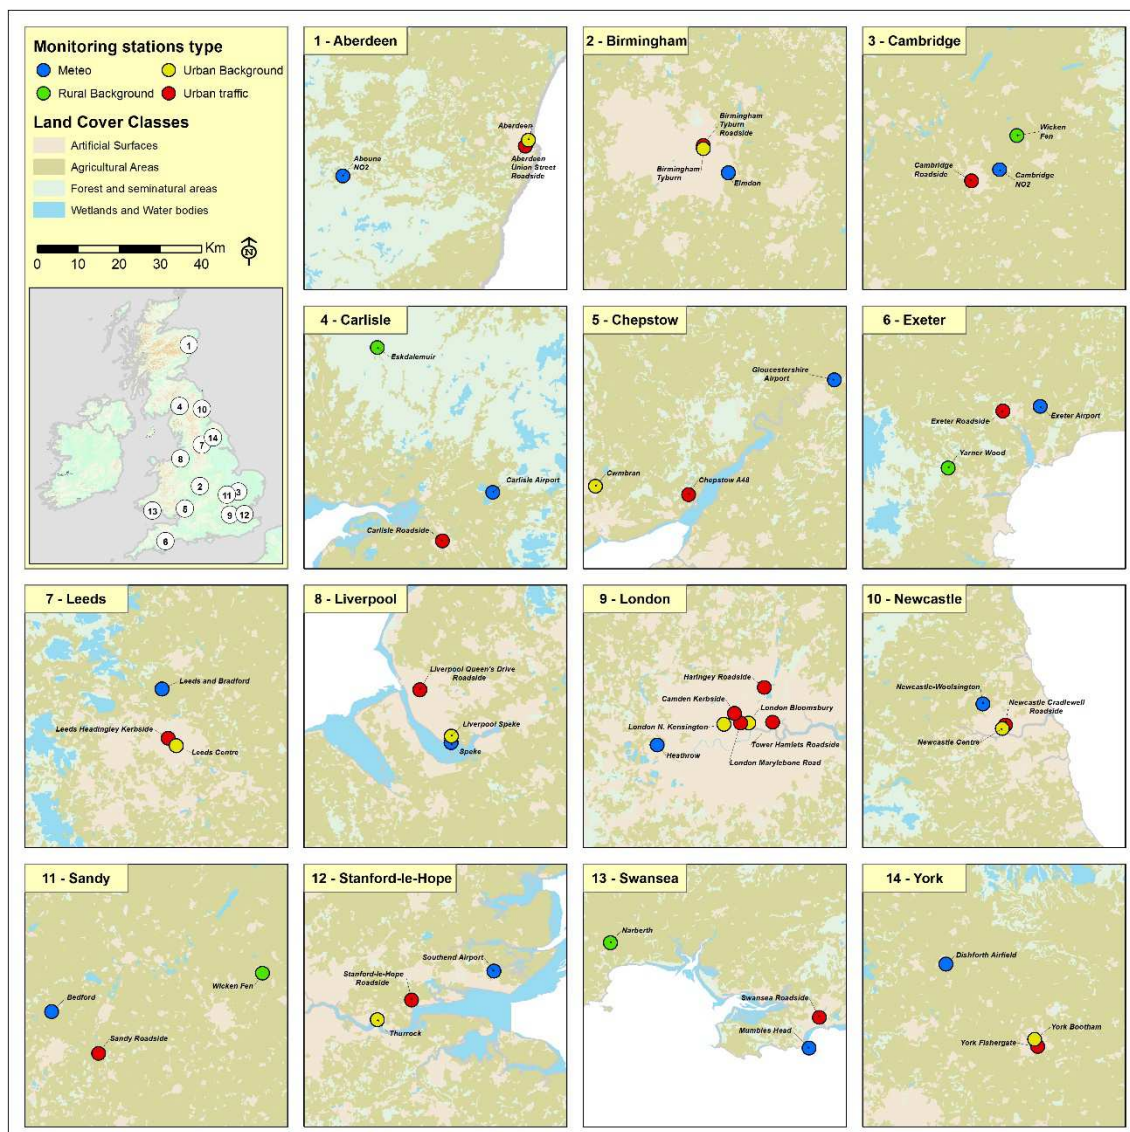 Monitoring stations type
Meteo
Urban Background
Rural Background
Urban traffic
Land Cover Classes
Artificial Surfaces
Agricultural Areas
Forest and seminatural areas
Wetlands and Water bodies
Km
0 10 20 30 40
N
1
4
10
14
7
8
2
3
11
13
5
9
12
6
1 - Aberdeen
Aberdeen
Aboune
NO2
Aberdeen
Union Street
Roadside
2 - Birmingham
Birmingham
Tyburn
Roadside
Birmingham
Tyburn
Elmdon
3 - Cambridge
Wicken
Fen
Cambridge
Roadside
Cambridge
NO2
4 - Carlisle
Eskdalemuir
Carlisle Airport
Carlisle Roadside
5 - Chepstow
Gloucestershire
Airport
Cwmbran
Chepstow A48
6 - Exeter
Exeter Roadside
Exeter Airport
Yarner Wood
7 - Leeds
Leeds and Bradford
Leeds Headingley Kerbside
Leeds Centre
8 - Liverpool
Liverpool Queen's Drive
Roadside
Liverpool Speke
Speke
9 - London
Haringey Roadside
Camden Kerbside
London Bloomsbury
London N. Kensington
Tower Hamlets Roadside
Heathrow
London Marylebone Road
10 - Newcastle
Newcastle-Woolsington
Newcastle Cradlewell
Roadside
Newcastle Centre
11 - Sandy
Wicken Fen
Bedford
Sandy Roadside
12 - Stanford-le-Hope
Southend Airport
Stanford-le-Hope
Roadside
Thurrock
13 - Swansea
Narberth
Swansea Roadside
Mumbles Head
14 - York
Dishforth Airfield
York Bootham
York Fishergate